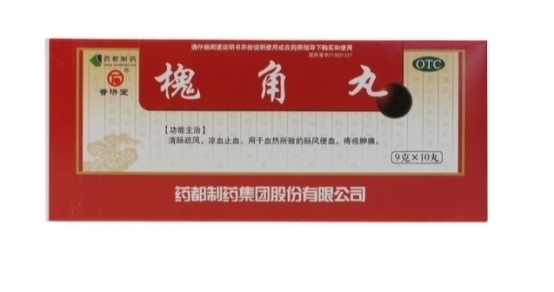 请仔细阅读说明书并按说明使用或在药师指导下购买和使用
药都制药
普济堂
槐角丸
OTC
【功能主治】
清肠疏风，凉血止血。用于血热所致的肠风便血、痔疮肿痛。
9克×10丸
药都制药集团股份有限公司